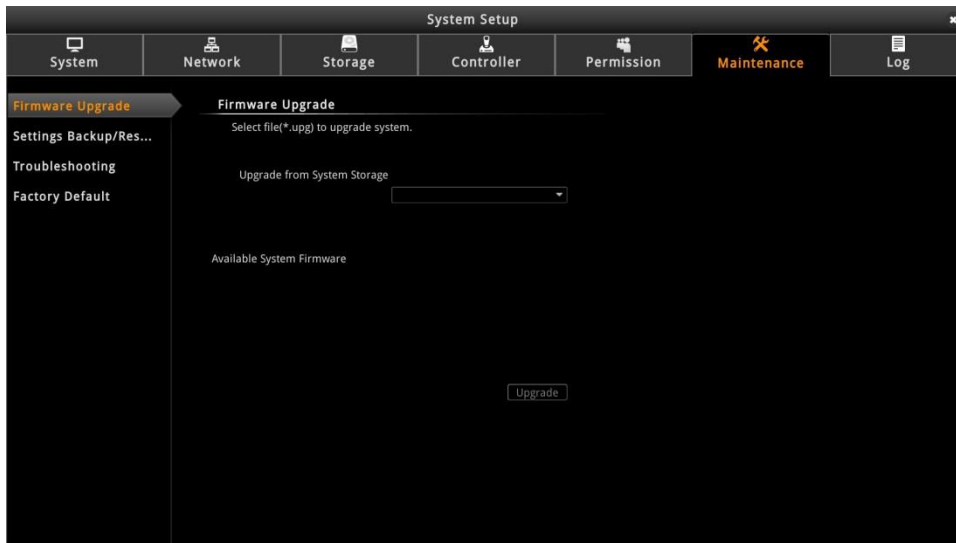 System Setup
System Network Storage Controller Permission Maintenance Log
Firmware Upgrade
Settings Backup/Res...
Troubleshooting
Factory Default
Firmware Upgrade
Select file(*.upg) to upgrade system.
Upgrade from System Storage
Available System Firmware
Upgrade